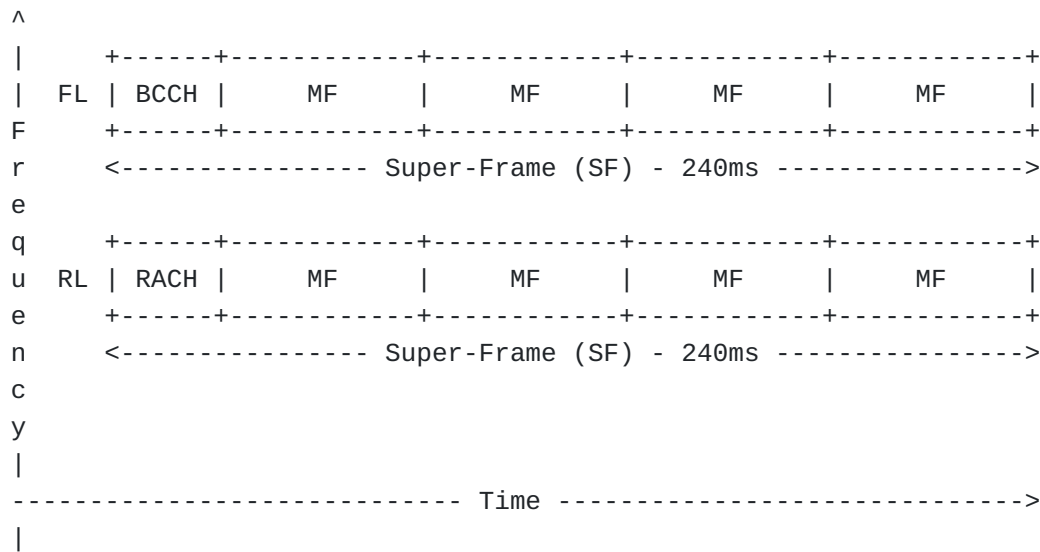 ^
|     +------+------------+------------+------------+------------+
|  FL | BCCH |     MF     |     MF     |     MF     |     MF     |
F     +------+------------+------------+------------+------------+
r     <---------------- Super-Frame (SF) - 240ms ---------------->
e
q     +------+------------+------------+------------+------------+
u  RL | RACH |     MF     |     MF     |     MF     |     MF     |
e     +------+------------+------------+------------+------------+
n     <---------------- Super-Frame (SF) - 240ms ---------------->
c
y
|
----------------------------- Time ------------------------------>
|